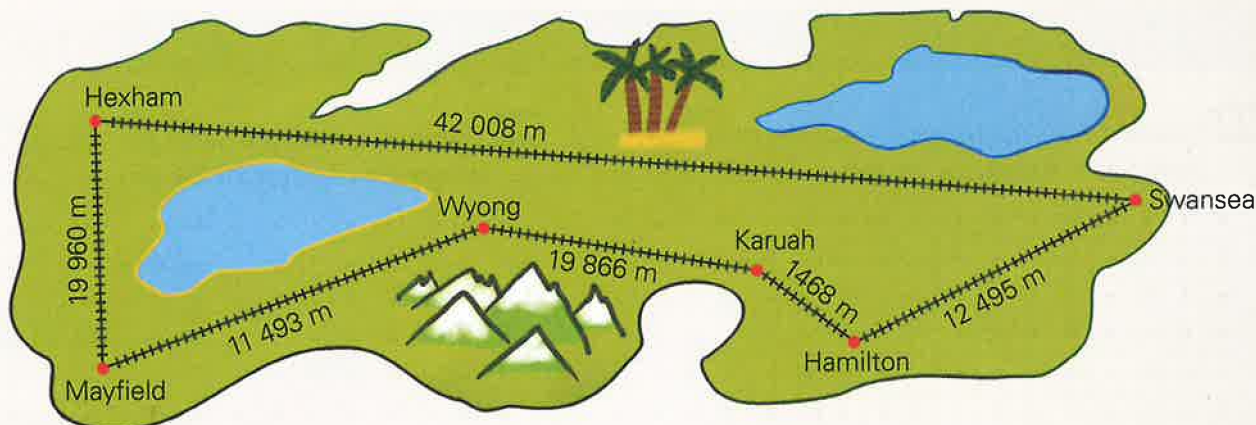 Hexham
42 008 m
Swansea
19 960 m
Wyong
Karuah
19 866 m
1468 m
12 495 m
11 493 m
Hamilton
Mayfield